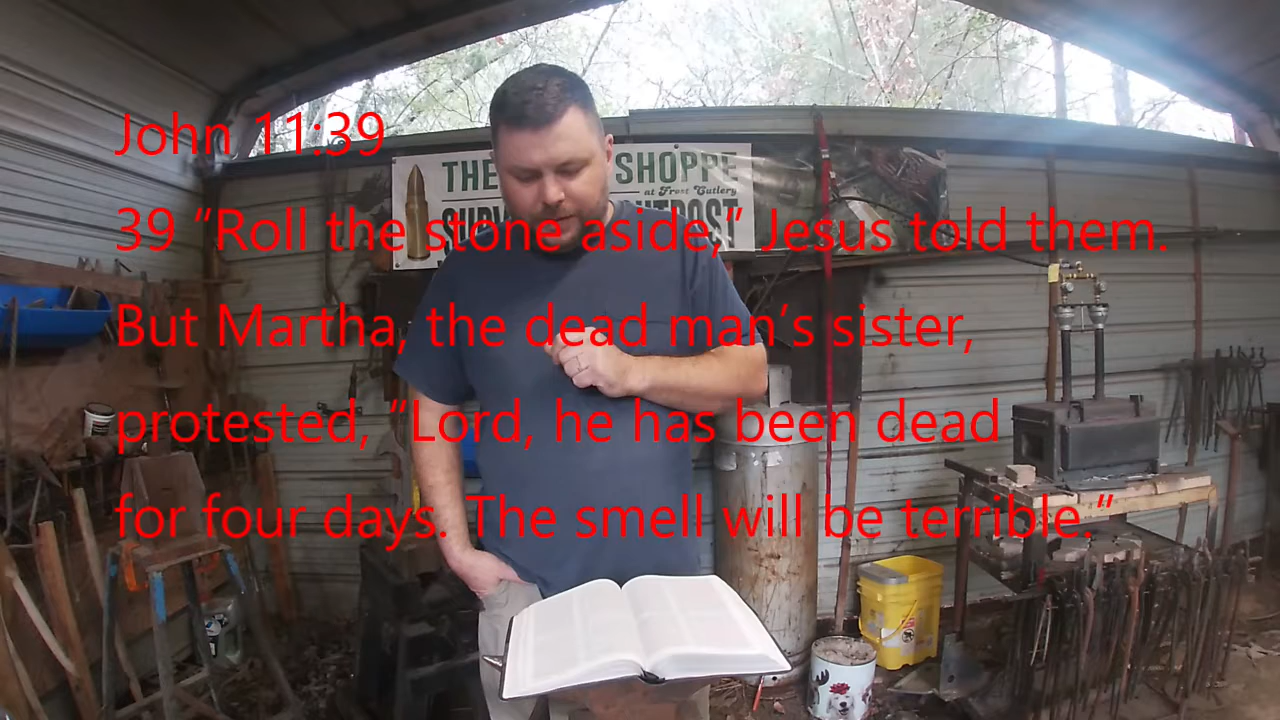 John 11:39
THE SHOPPE
at Frost Cutlery
39 “Roll the stone aside,” Jesus told them.
But Martha, the dead man’s sister,
protested, “Lord, he has been dead
for four days. The smell will be terrible.”